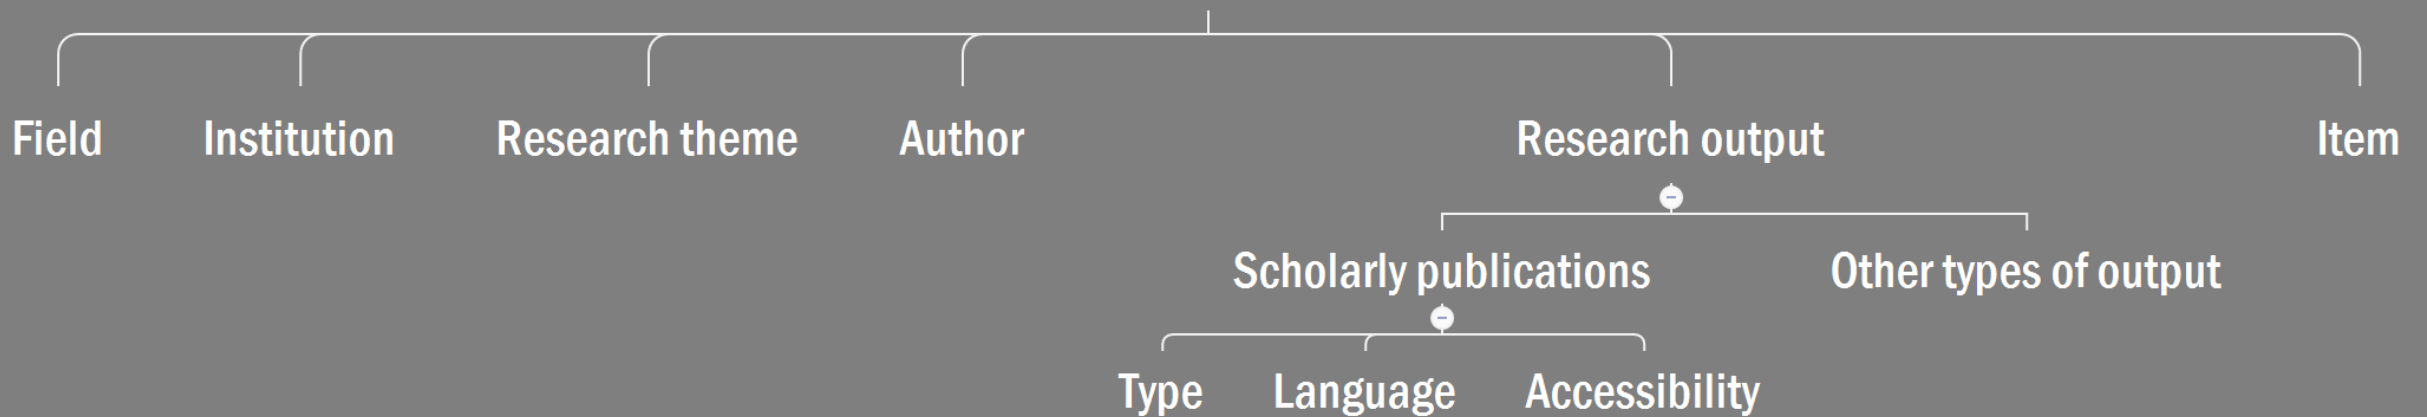 Field Institution Research theme Author Research output Item
Scholarly publications Other types of output
Type Language Accessibility